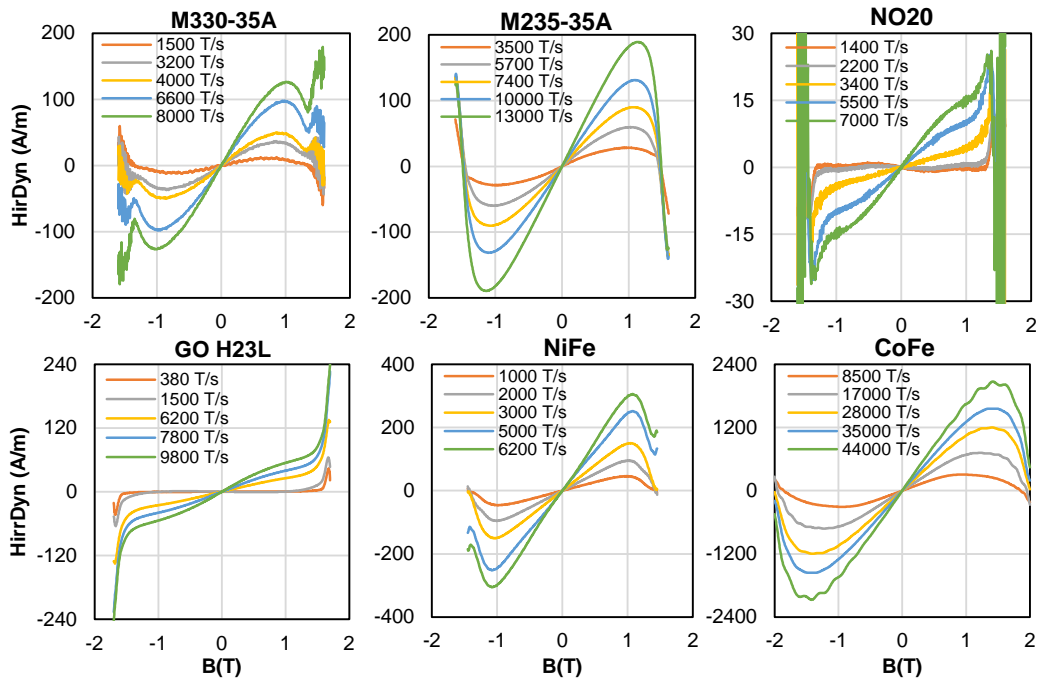 M330-35A
1500 T/s
3200 T/s
4000 T/s
6600 T/s
8000 T/s
200
100
0
-100
-200
-2 -1 0 1 2
HirDyn (A/m)
M235-35A
3500 T/s
5700 T/s
7400 T/s
10000 T/s
13000 T/s
200
100
0
-100
-200
-2 -1 0 1 2
NO20
1400 T/s
2200 T/s
3400 T/s
5500 T/s
7000 T/s
30
15
0
-15
-30
-2 -1 0 1 2
GO H23L
380 T/s
1500 T/s
6200 T/s
7800 T/s
9800 T/s
240
120
0
-120
-240
-2 -1 0 1 2
HirrDyn (A/m)
B(T)
NiFe
1000 T/s
2000 T/s
3000 T/s
5000 T/s
6200 T/s
400
200
0
-200
-400
-2 -1 0 1 2
B(T)
CoFe
8500 T/s
17000 T/s
28000 T/s
35000 T/s
44000 T/s
2400
1200
0
-1200
-2400
-2 -1 0 1 2
B(T)